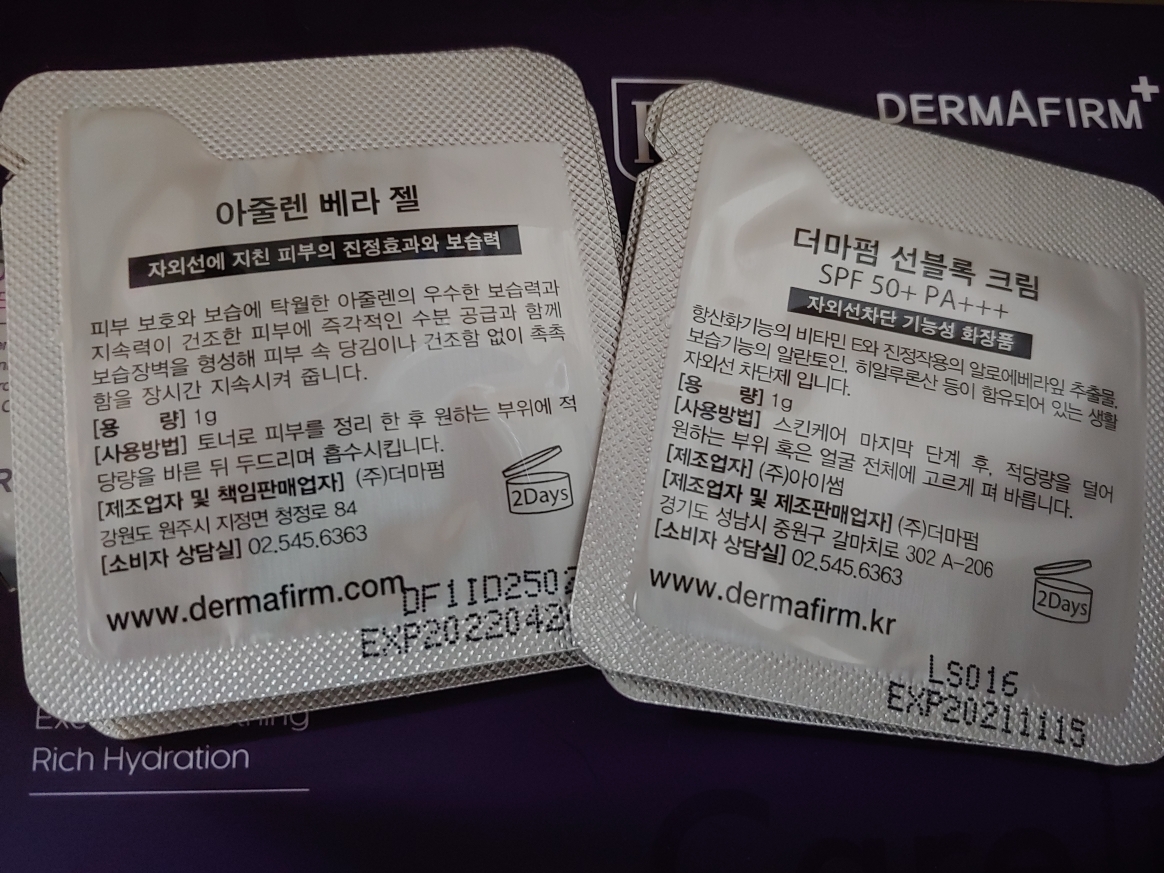 아줄렌 베라 젤
자외선에 지친 피부의 진정효과와 보습력
피부 보호와 보습에 탁월한 아줄렌의 우수한 보습력과
지속력이 건조한 피부에 즉각적인 수분 공급과 함께
보습장벽을 형성해 피부 속 당김이나 건조함 없이 촉촉
함을 장시간 지속시켜 줍니다.
[용 량] 1g
[사용방법] 토너로 피부를 정리 한 후 원하는 부위에 적
당량을 바른 뒤 두드리며 흡수시킵니다.
[제조업자 및 책임판매업자] (주)더마펌
강원도 원주시 지정면 청정로 84
[소비자 상담실] 02.545.6363
2Days
www.dermafirm.com
DF1ID250
EXP2022042
DERMAFIRM+
더마펌 선블록 크림
SPF 50+ PA+++
자외선차단 기능성 화장품
항산화기능의 비타민 E와 진정작용의 알로에베라잎 추출물,
보습기능의 알란토인, 히알루론산 등이 함유되어 있는 생활
자외선 차단제 입니다.
[용 량] 1g
[사용방법] 스킨케어 마지막 단계 후, 적당량을 덜어
원하는 부위 혹은 얼굴 전체에 고르게 펴 바릅니다.
[제조업자] (주)아이썸
[제조업자 및 제조판매업자] (주)더마펌
경기도 성남시 중원구 갈마치로 302 A-206
[소비자 상담실] 02.545.6363
2Days
www.dermafirm.kr
LS016
EXP20211115
Rich Hydration